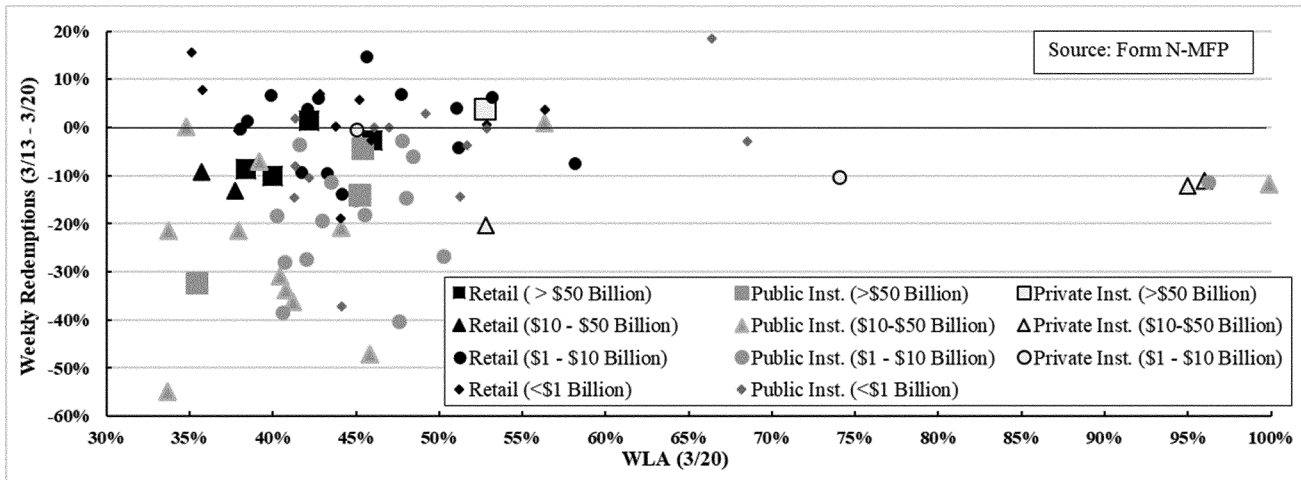 20%
Source: Form N-MFP
10%
0%
-10%
-20%
-30%
-40%
-50%
-60%
Weekly Redemptions (3/13 - 3/20)
Retail ( > $50 Billion) Public Inst. (>$50 Billion) Private Inst. (>$50 Billion)
Retail ($10 - $50 Billion) Public Inst. ($10-$50 Billion) Private Inst. ($10-$50 Billion)
Retail ($1 - $10 Billion) Public Inst. ($1 - $10 Billion) Private Inst. ($1 - $10 Billion)
Retail (<$1 Billion) Public Inst. (<$1 Billion)
30% 35% 40% 45% 50% 55% 60% 65% 70% 75% 80% 85% 90% 95% 100%
WLA (3/20)